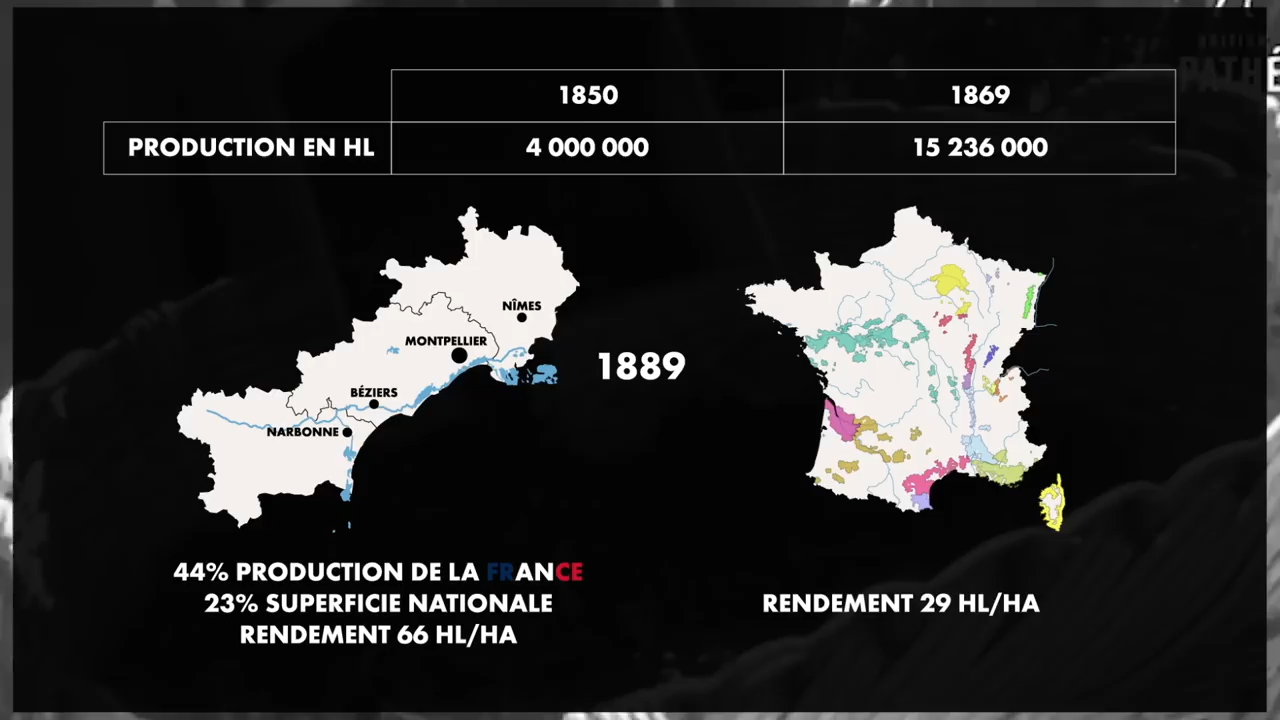 BRITISH
PATHÉ
1850 1869
PRODUCTION EN HL 4 000 000 15 236 000
NÎMES
MONTPELLIER
BÉZIERS
NARBONNE
1889
44% PRODUCTION DE LA FRANCE
23% SUPERFICIE NATIONALE
RENDEMENT 66 HL/HA
RENDEMENT 29 HL/HA